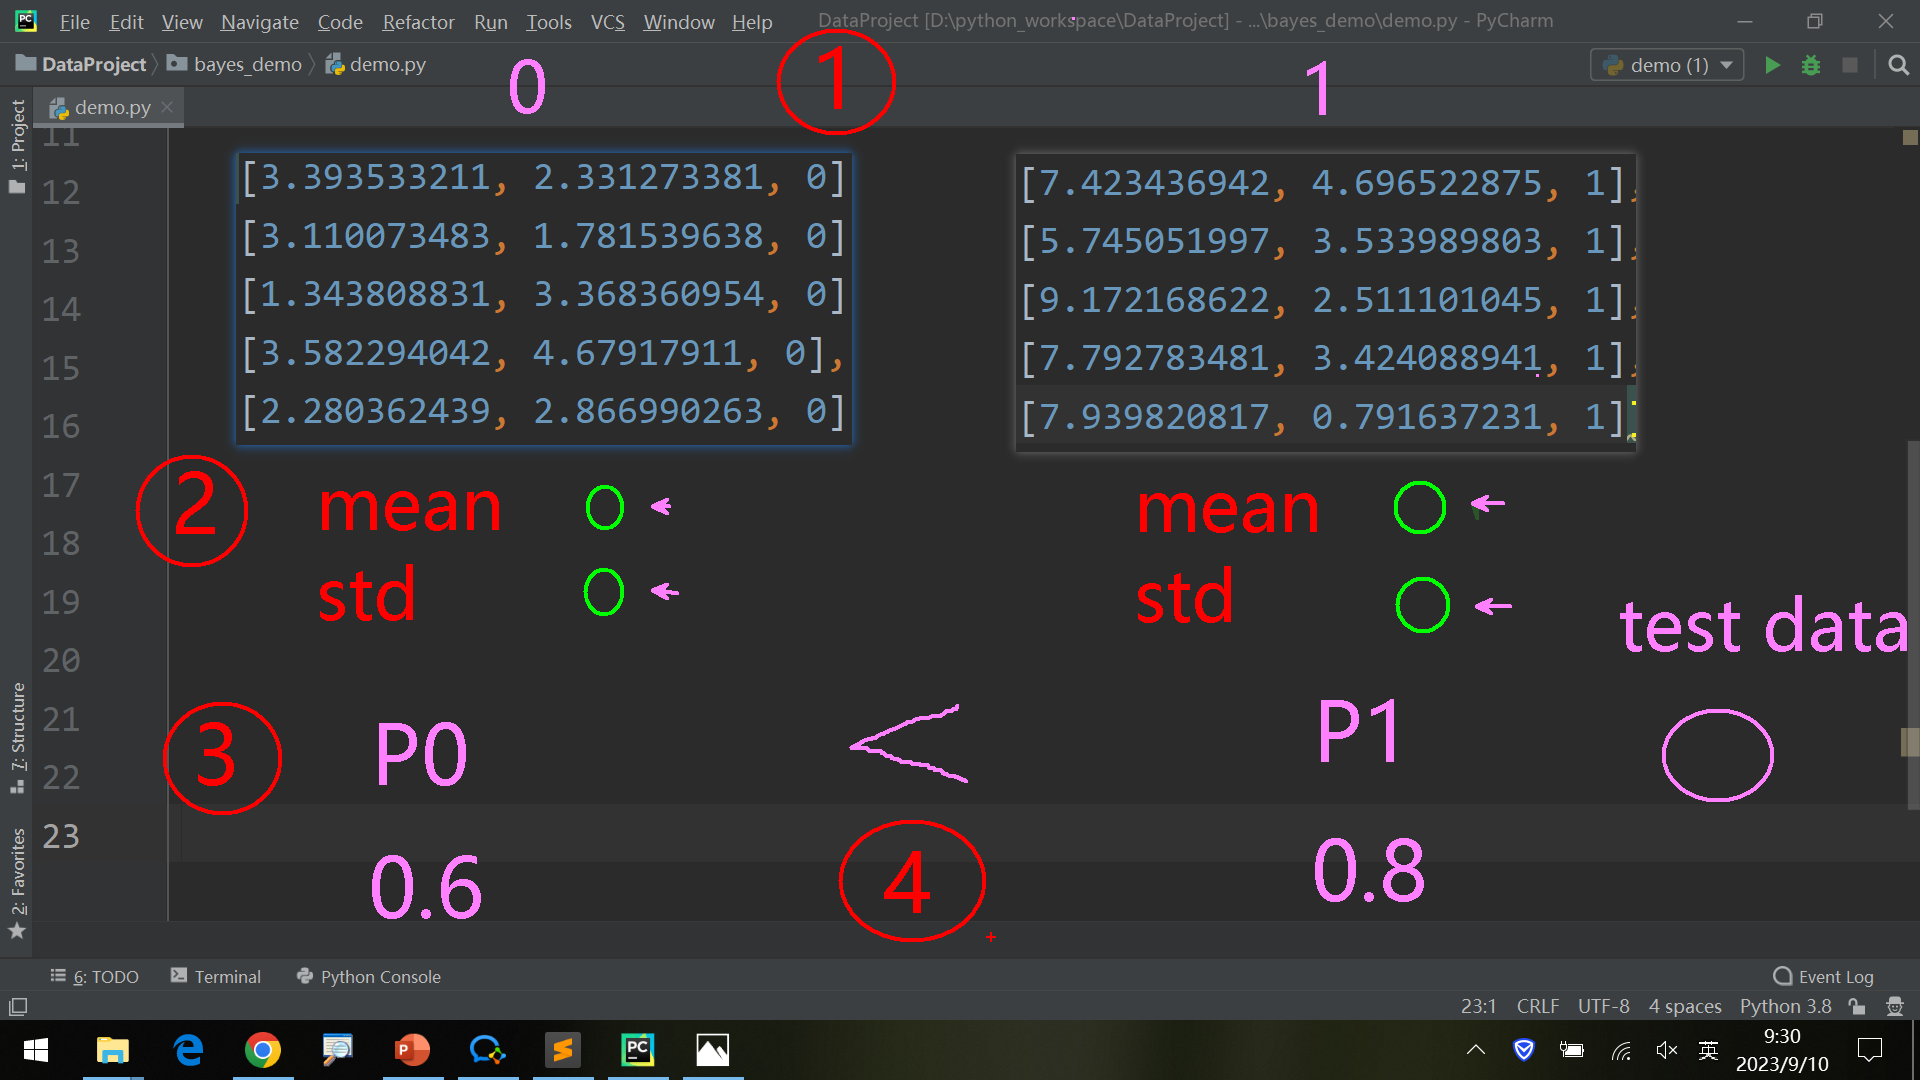 File Edit View Navigate Code Refactor Run Tools VCS Window Help DataProject [D:\python_workspace\DataProject] - ...\bayes_demo\demo.py - PyCharm
DataProject bayes_demo demo.py demo (1)
0 1 1
demo.py
1: Project
11
12
13
14
15
16
17
18
19
20
21
22
23
[3.393533211, 2.331273381, 0]
[3.110073483, 1.781539638, 0]
[1.343808831, 3.368360954, 0]
[3.582294042, 4.67917911, 0],
[2.280362439, 2.866990263, 0]
[7.423436942, 4.696522875, 1],
[5.745051997, 3.533989803, 1],
[9.172168622, 2.511101045, 1],
[7.792783481, 3.424088941, 1],
[7.939820817, 0.791637231, 1]
2 mean mean
std std
test data
3 P0 < P1
0.6 4 0.8
7: Structure
2: Favorites
6: TODO Terminal Python Console Event Log
23:1 CRLF UTF-8 4 spaces Python 3.8
英 9:30
2023/9/10